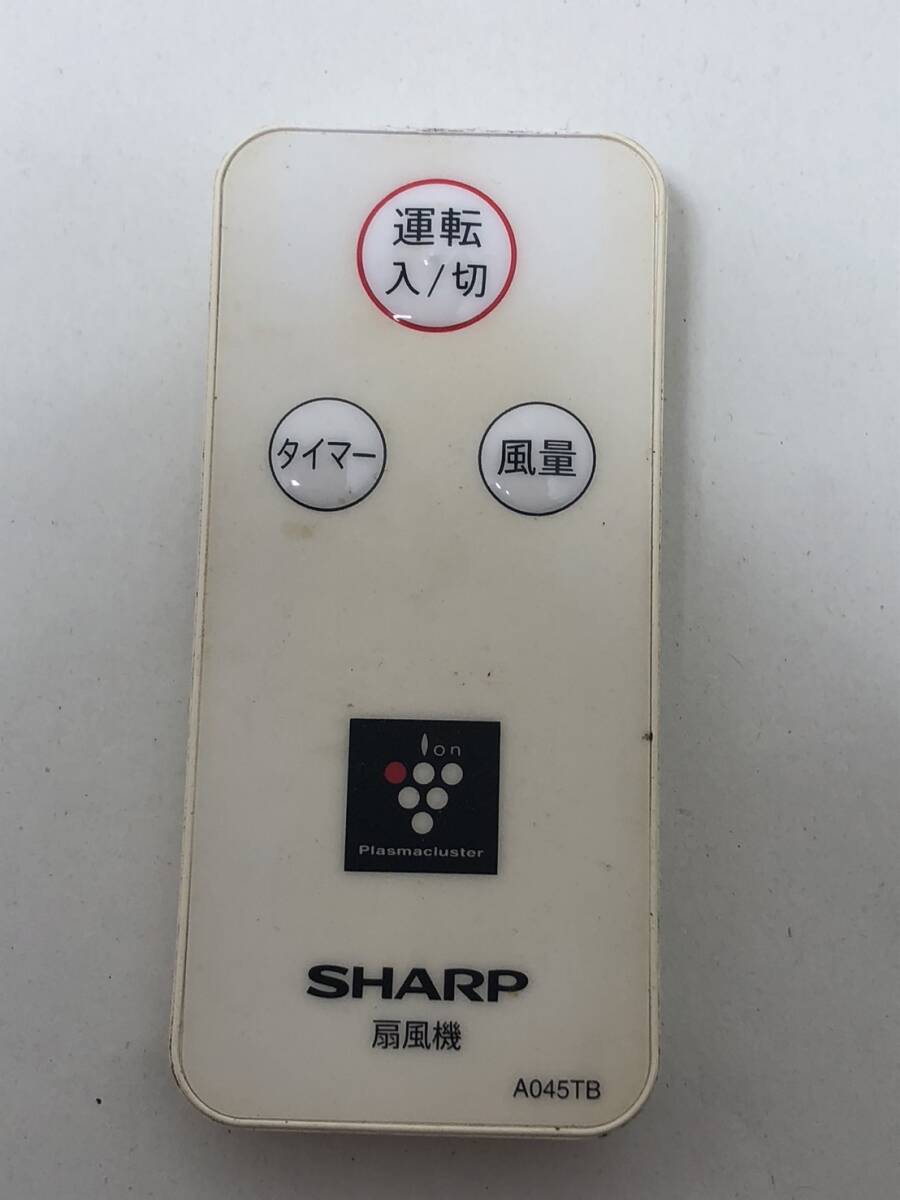 運転
入/切
タイマー
風量
Ion
Plasmacluster
SHARP
扇風機
A045TB